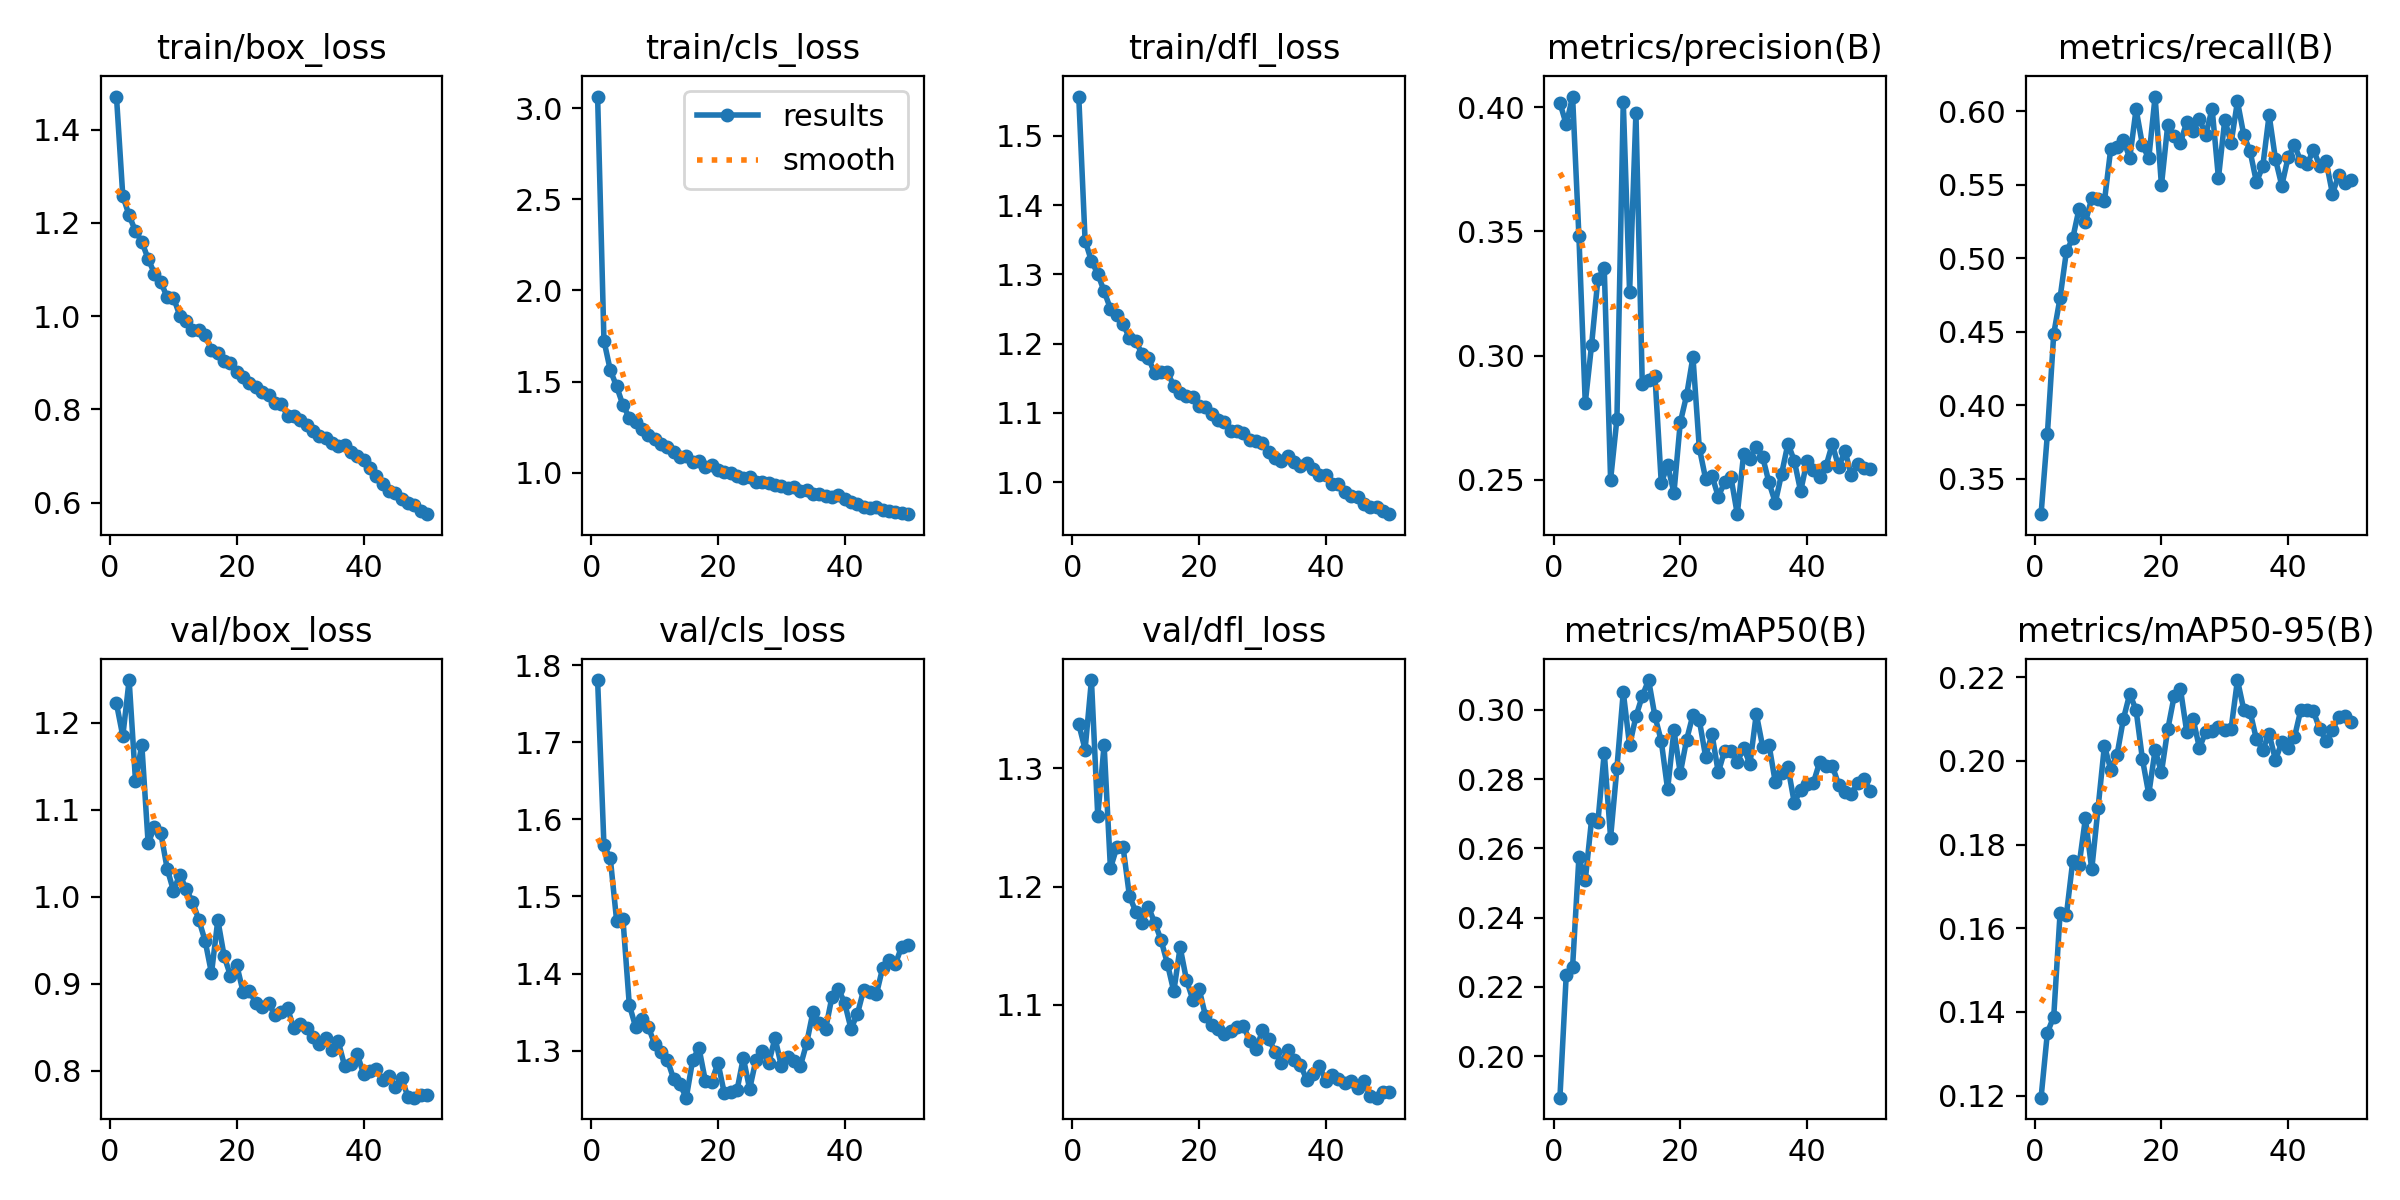 train/box_loss
1.4
1.2
1.0
0.8
0.6
0 20 40
train/cls_loss
results
smooth
3.0
2.5
2.0
1.5
1.0
0 20 40
train/dfl_loss
1.5
1.4
1.3
1.2
1.1
1.0
0 20 40
metrics/precision(B)
0.40
0.35
0.30
0.25
0 20 40
metrics/recall(B)
0.60
0.55
0.50
0.45
0.40
0.35
0 20 40
val/box_loss
1.2
1.1
1.0
0.9
0.8
0 20 40
val/cls_loss
1.8
1.7
1.6
1.5
1.4
1.3
0 20 40
val/dfl_loss
1.3
1.2
1.1
0 20 40
metrics/mAP50(B)
0.30
0.28
0.26
0.24
0.22
0.20
0 20 40
metrics/mAP50-95(B)
0.22
0.20
0.18
0.16
0.14
0.12
0 20 40